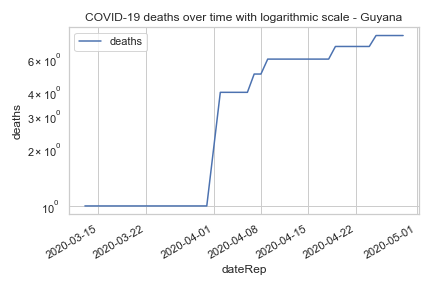 COVID-19 deaths over time with logarithmic scale - Guyana
deaths
deaths
6 × 10⁰
4 × 10⁰
3 × 10⁰
2 × 10⁰
10⁰
2020-03-15
2020-03-22
2020-04-01
2020-04-08
2020-04-15
2020-04-22
2020-05-01
dateRep